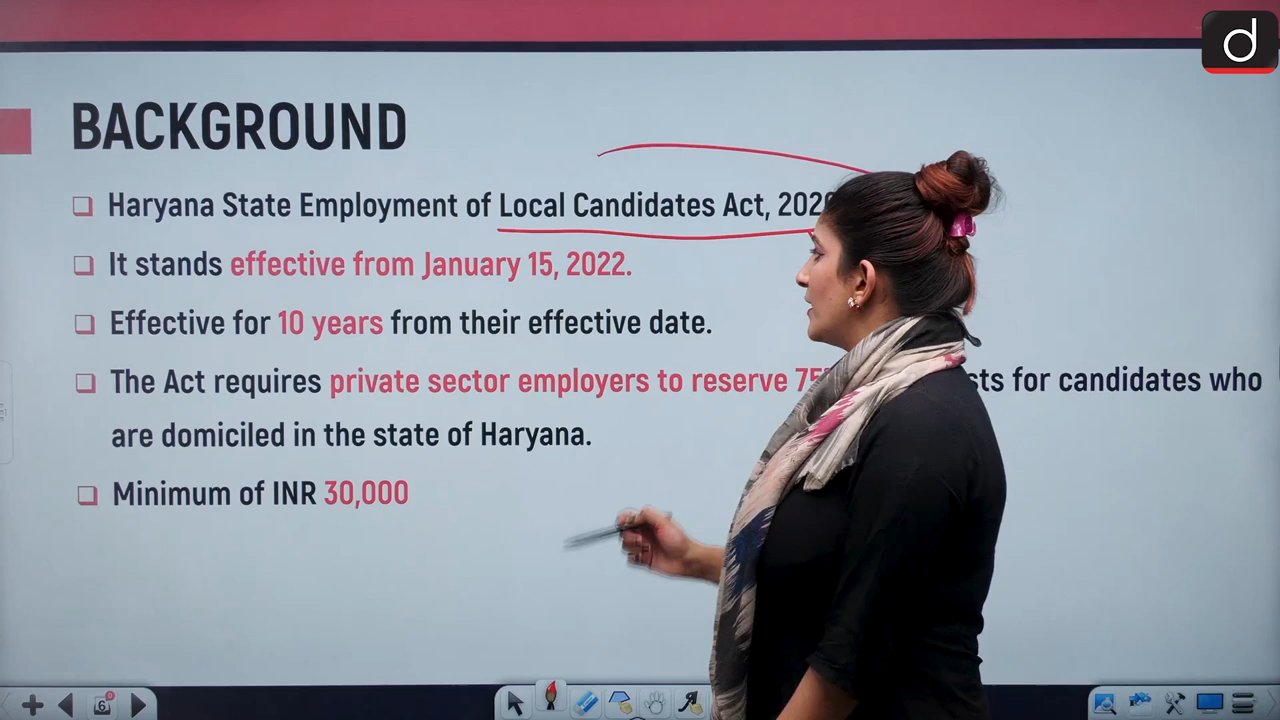 d
BACKGROUND
Haryana State Employment of Local Candidates Act, 2020
It stands effective from January 15, 2022.
Effective for 10 years from their effective date.
The Act requires private sector employers to reserve 75 for candidates who
are domiciled in the state of Haryana.
Minimum of INR 30,000
6